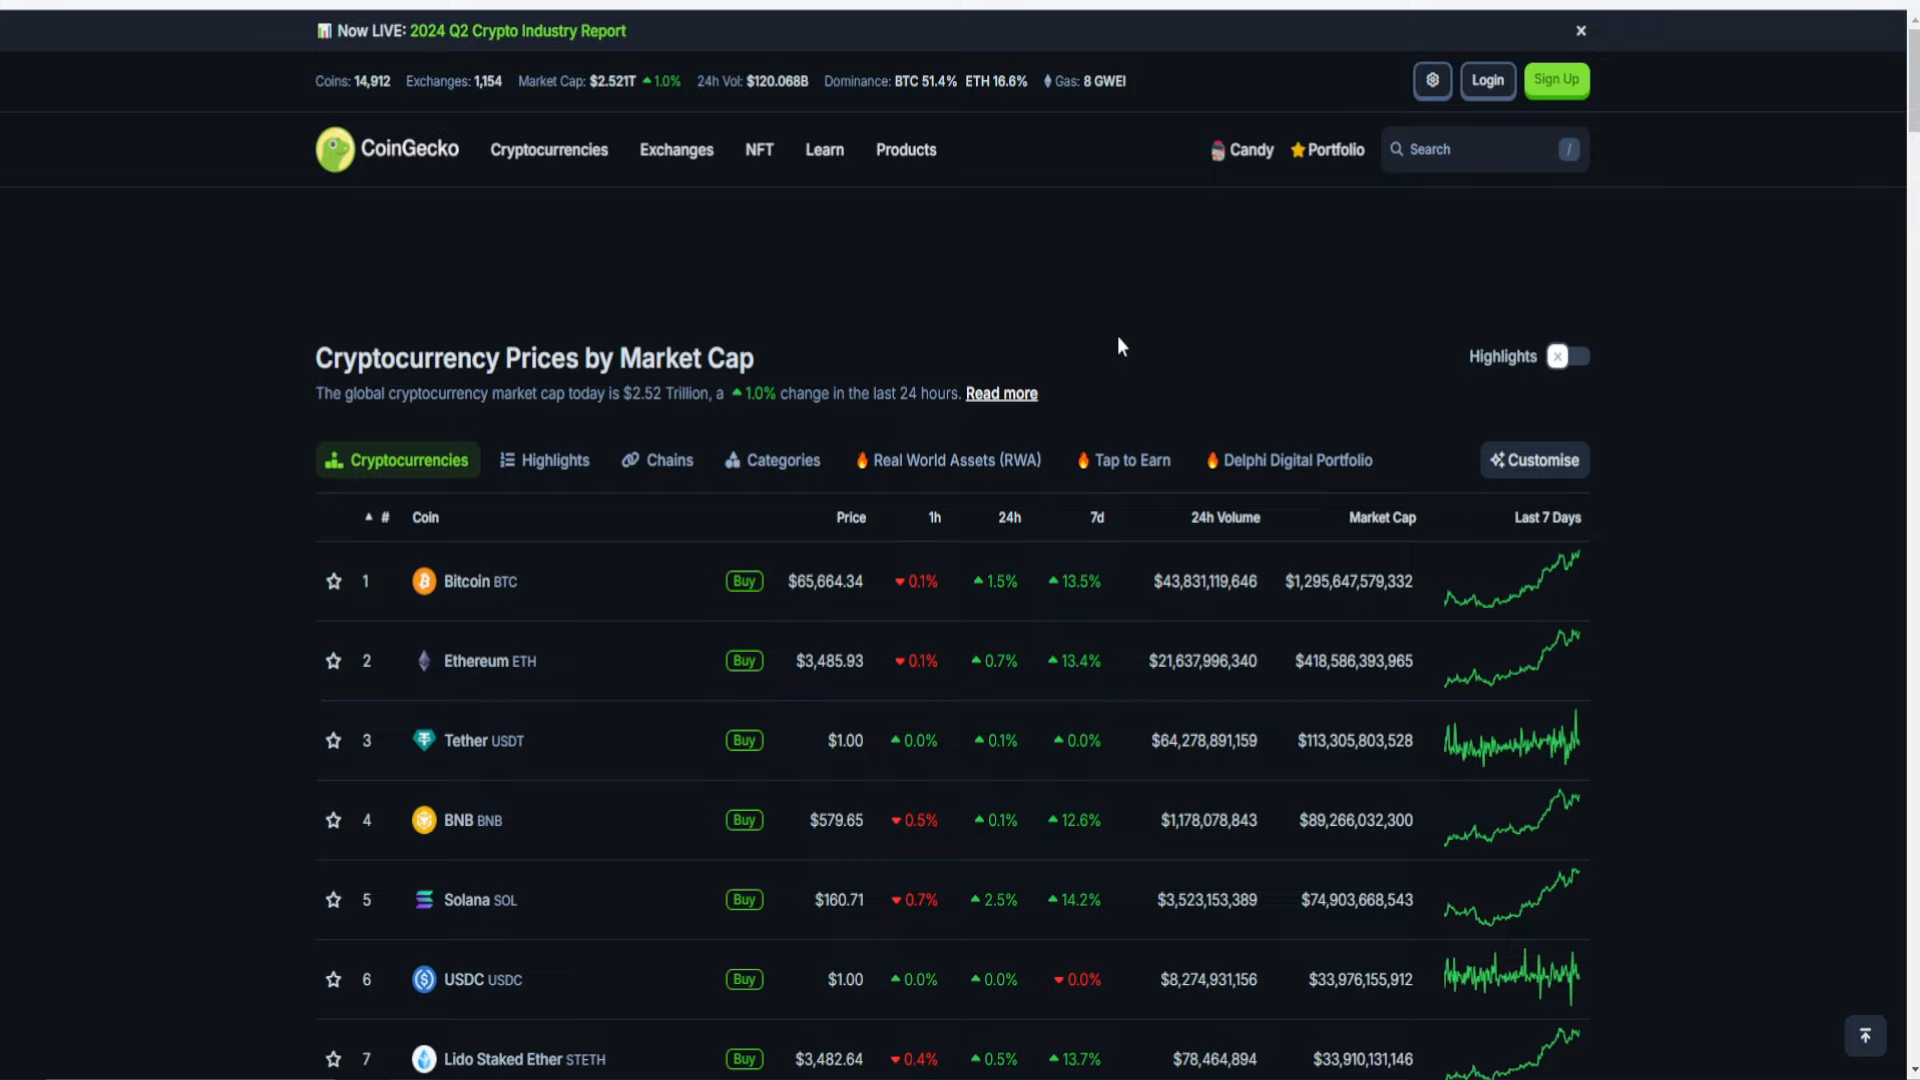 Now LIVE: 2024 Q2 Crypto Industry Report
Coins: 14,912 Exchanges: 1,154 Market Cap: $2.521T 1.0% 24h Vol: $120.068B Dominance: BTC 51.4% ETH 16.6% Gas: 8 GWEI Login Sign Up
CoinGecko Cryptocurrencies Exchanges NFT Learn Products Candy Portfolio Search /
Cryptocurrency Prices by Market Cap Highlights
The global cryptocurrency market cap today is $2.52 Trillion, a 1.0% change in the last 24 hours. Read more
Cryptocurrencies Highlights Chains Categories Real World Assets (RWA) Tap to Earn Delphi Digital Portfolio Customise
# Coin Price 1h 24h 7d 24h Volume Market Cap Last 7 Days
1 Bitcoin BTC Buy $65,664.34 0.1% 1.5% 13.5% $43,831,119,646 $1,295,647,579,332
2 Ethereum ETH Buy $3,485.93 0.1% 0.7% 13.4% $21,637,996,340 $418,586,393,965
3 Tether USDT Buy $1.00 0.0% 0.1% 0.0% $64,278,891,159 $113,305,803,528
4 BNB BNB Buy $579.65 0.5% 0.1% 12.6% $1,178,078,843 $89,266,032,300
5 Solana SOL Buy $160.71 0.7% 2.5% 14.2% $3,523,153,389 $74,903,668,543
6 USDC USDC Buy $1.00 0.0% 0.0% 0.0% $8,274,931,156 $33,976,155,912
7 Lido Staked Ether STETH Buy $3,482.64 0.4% 0.5% 13.7% $78,464,894 $33,910,131,146